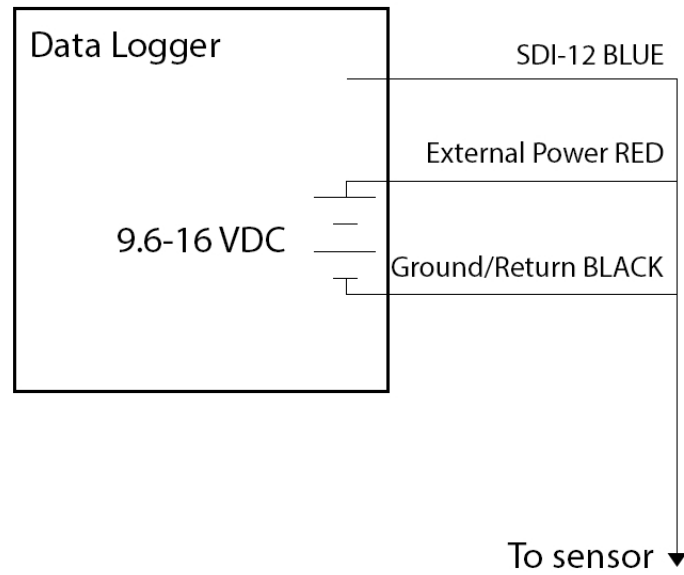 Data Logger
SDI-12 BLUE
External Power RED
9.6-16 VDC
Ground/Return BLACK
To sensor